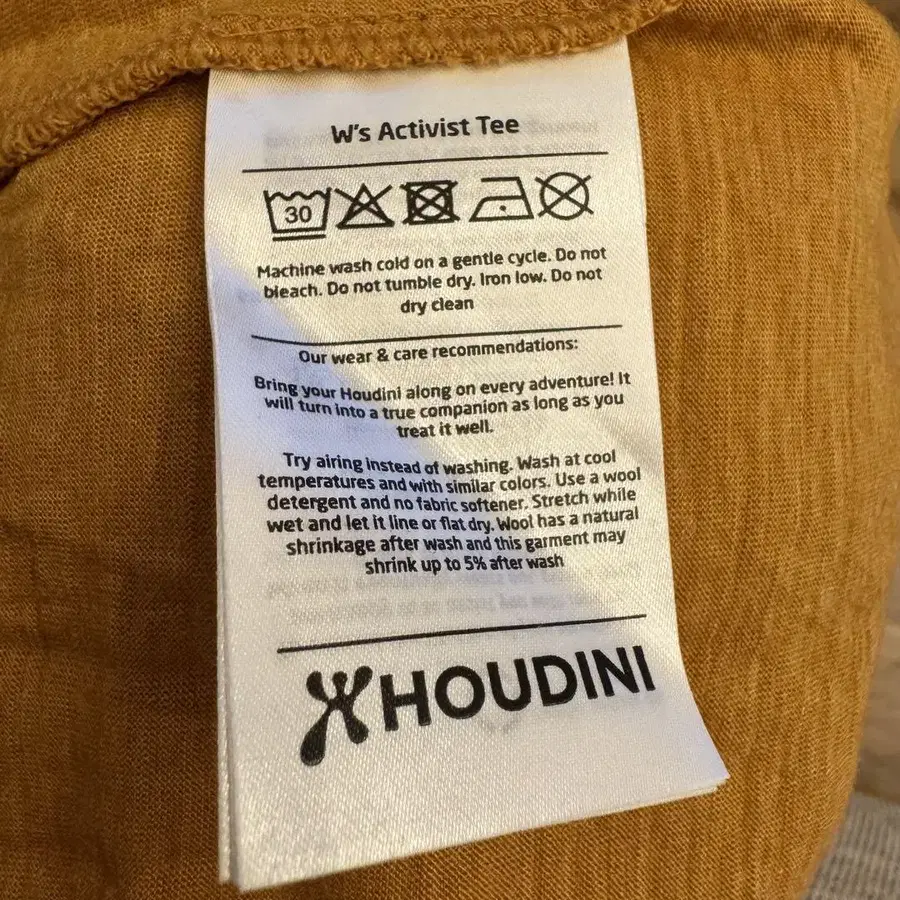 W's Activist Tee
30
Machine wash cold on a gentle cycle. Do not
bleach. Do not tumble dry. Iron low. Do not
dry clean
Our wear & care recommendations:
Bring your Houdini along on every adventure! It
will turn into a true companion as long as you
treat it well.
Try airing instead of washing. Wash at cool
temperatures and with similar colors. Use a wool
detergent and no fabric softener. Stretch while
wet and let it line or flat dry. Wool has a natural
shrinkage after wash and this garment may
shrink up to 5% after wash
HOUDINI